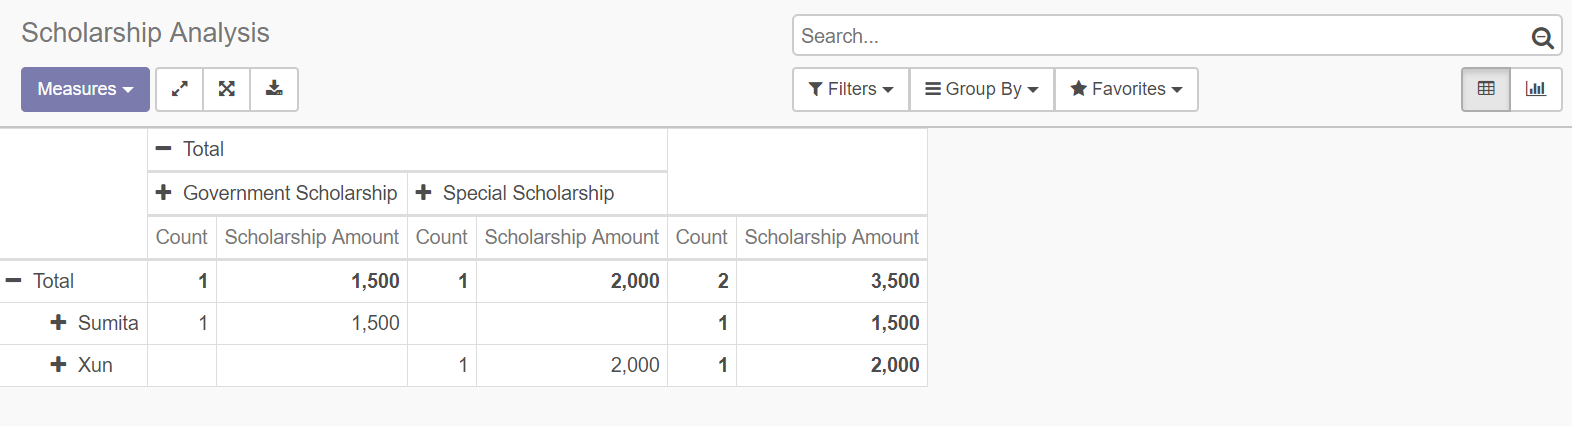 Scholarship Analysis
Search...
Measures
Filters Group By Favorites
Total
Government Scholarship Special Scholarship
Count Scholarship Amount Count Scholarship Amount Count Scholarship Amount
Total 1 1,500 1 2,000 2 3,500
Sumita 1 1,500 1 1,500
Xun 1 2,000 1 2,000